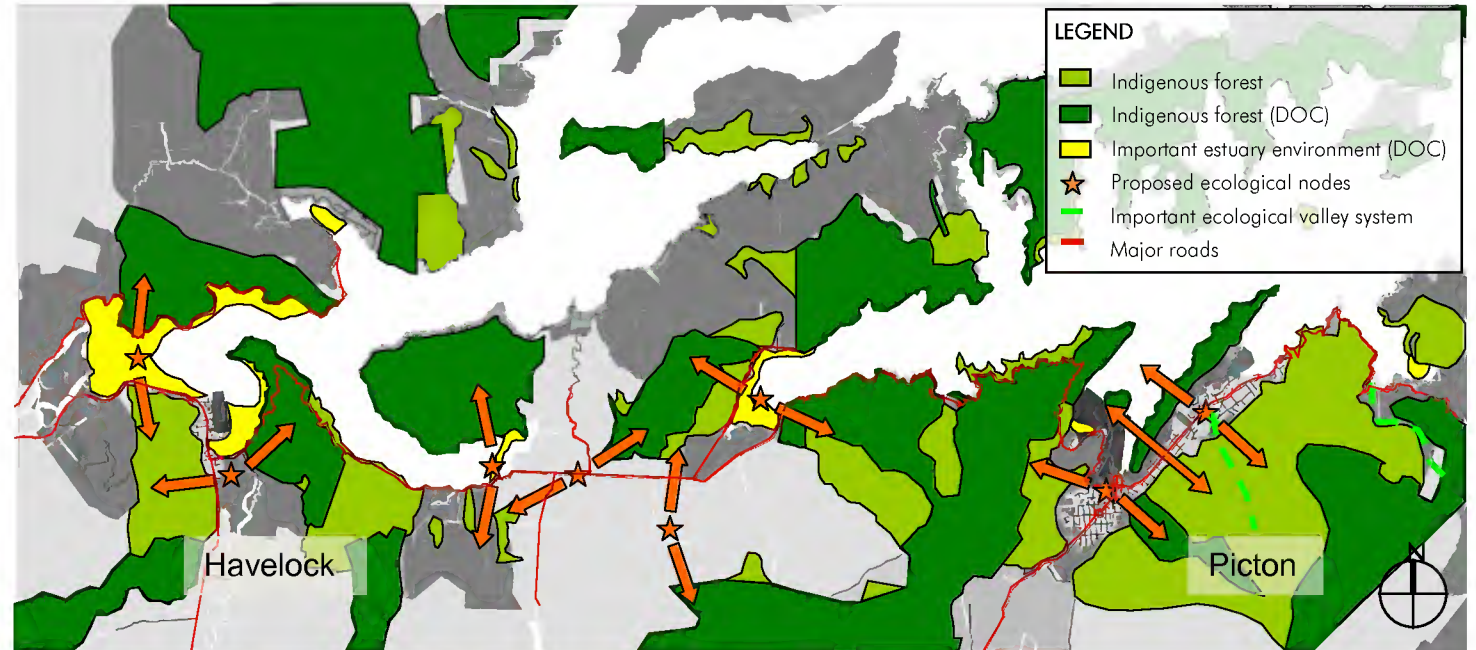 LEGEND
Indigenous forest
Indigenous forest (DOC)
Important estuary environment (DOC)
Proposed ecological nodes
Important ecological valley system
Major roads
Havelock
Picton
N